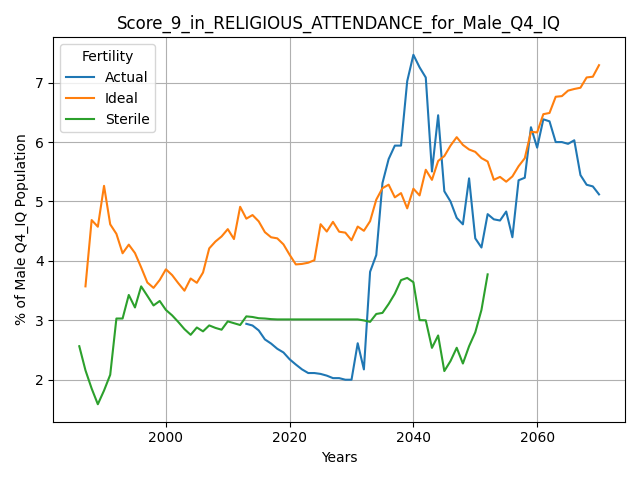 Score_9_in_RELIGIOUS_ATTENDANCE_for_Male_Q4_IQ
Fertility
Actual
Ideal
Sterile
% of Male Q4_IQ Population
7
6
5
4
3
2
2000 2020 2040 2060
Years